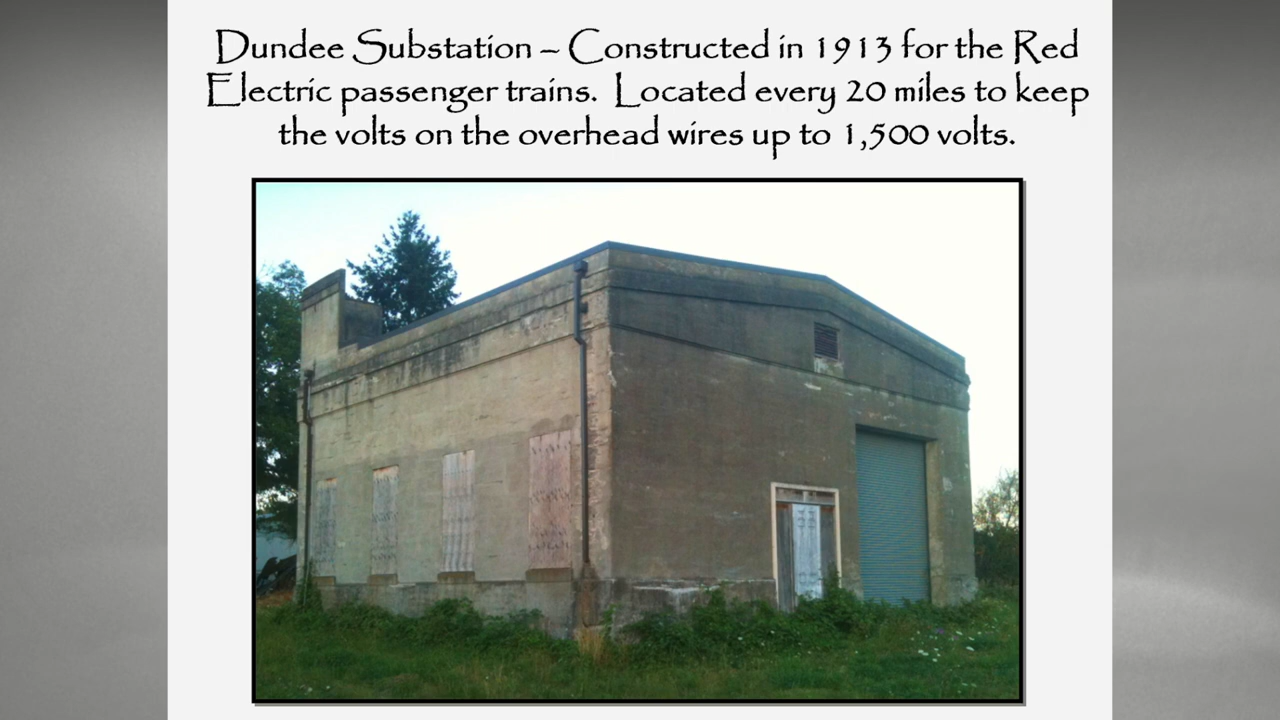 Dundee Substation – Constructed in 1913 for the Red
Electric passenger trains.  Located every 20 miles to keep
the volts on the overhead wires up to 1,500 volts.